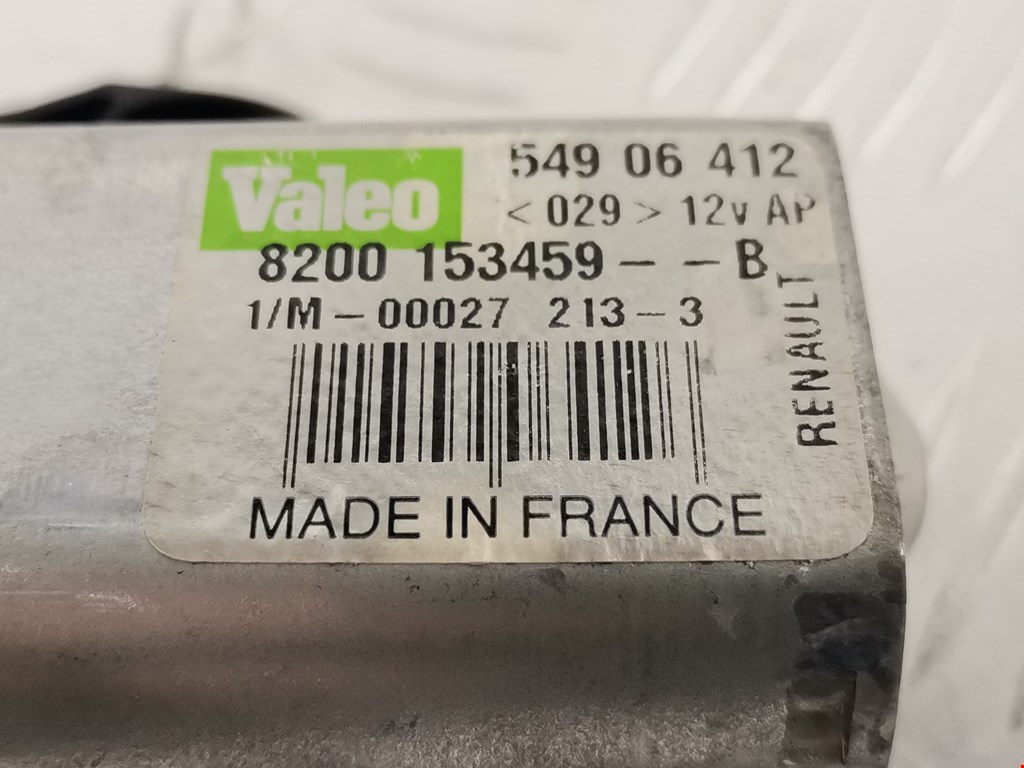 Valeo
549 06 412
< 029 > 12v AP
8200 153459 - - B
1/M - 00027 213 - 3
RENAULT
MADE IN FRANCE